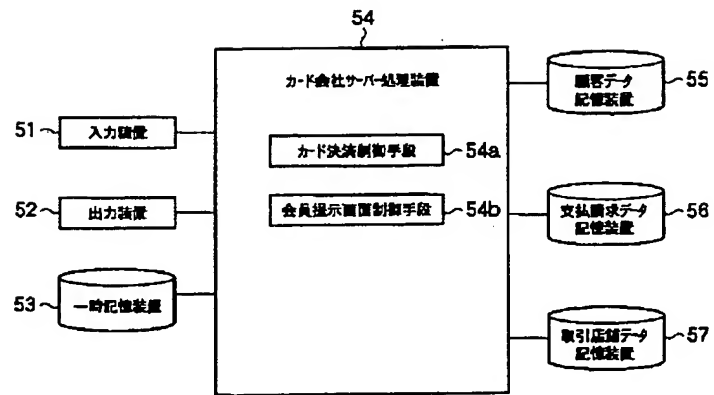 54
カード会社サーバー処理装置
顧客データ
記憶装置
55
51
入力装置
カード決済制御手段
54a
52
出力装置
会員提示画面制御手段
54b
支払請求データ
記憶装置
56
53
一時記憶装置
取引店舗データ
記憶装置
57